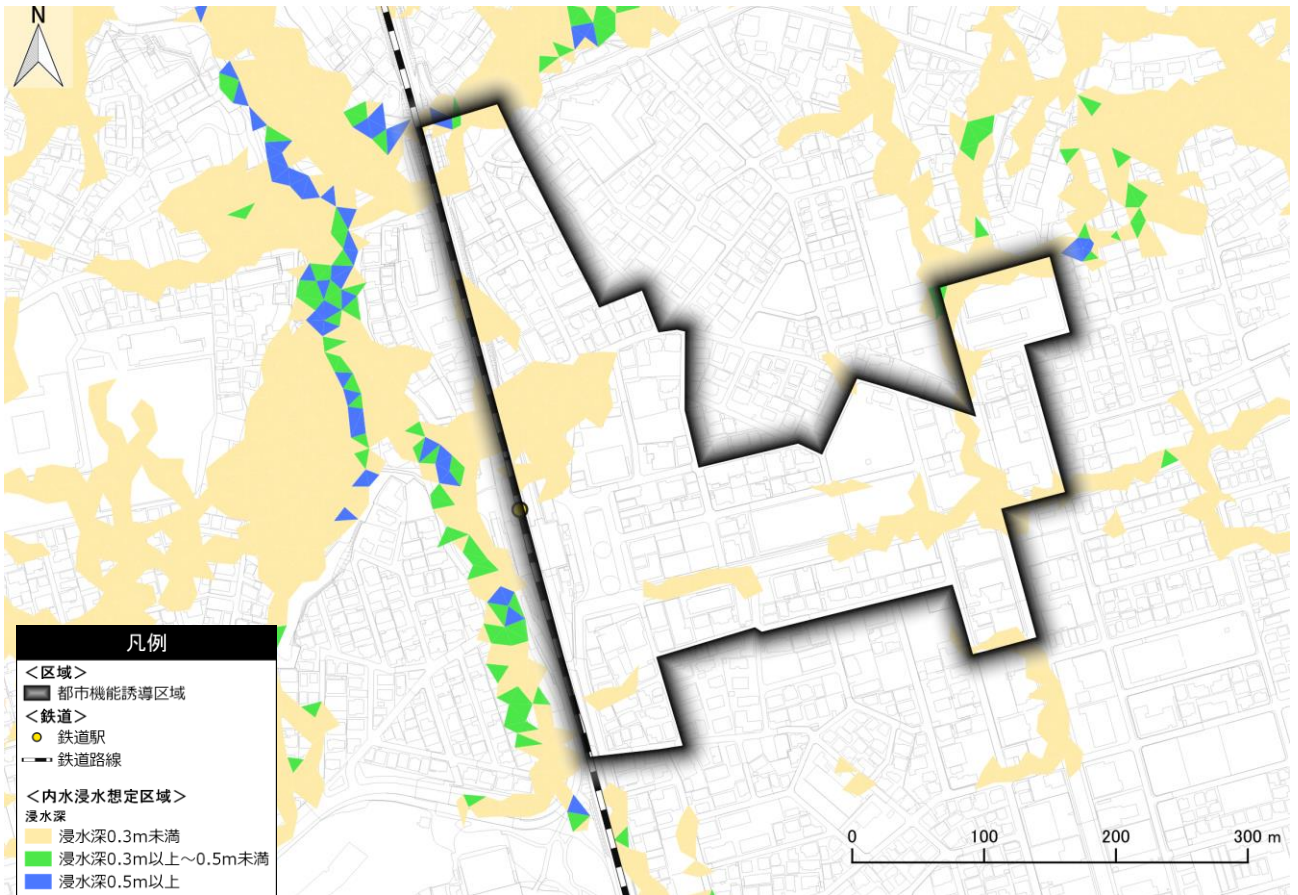 N
凡例
<区域>
都市機能誘導区域
<鉄道>
鉄道駅
鉄道路線
<内水浸水想定区域>
浸水深
浸水深0.3m未満
浸水深0.3m以上~0.5m未満
浸水深0.5m以上
0 100 200 300 m